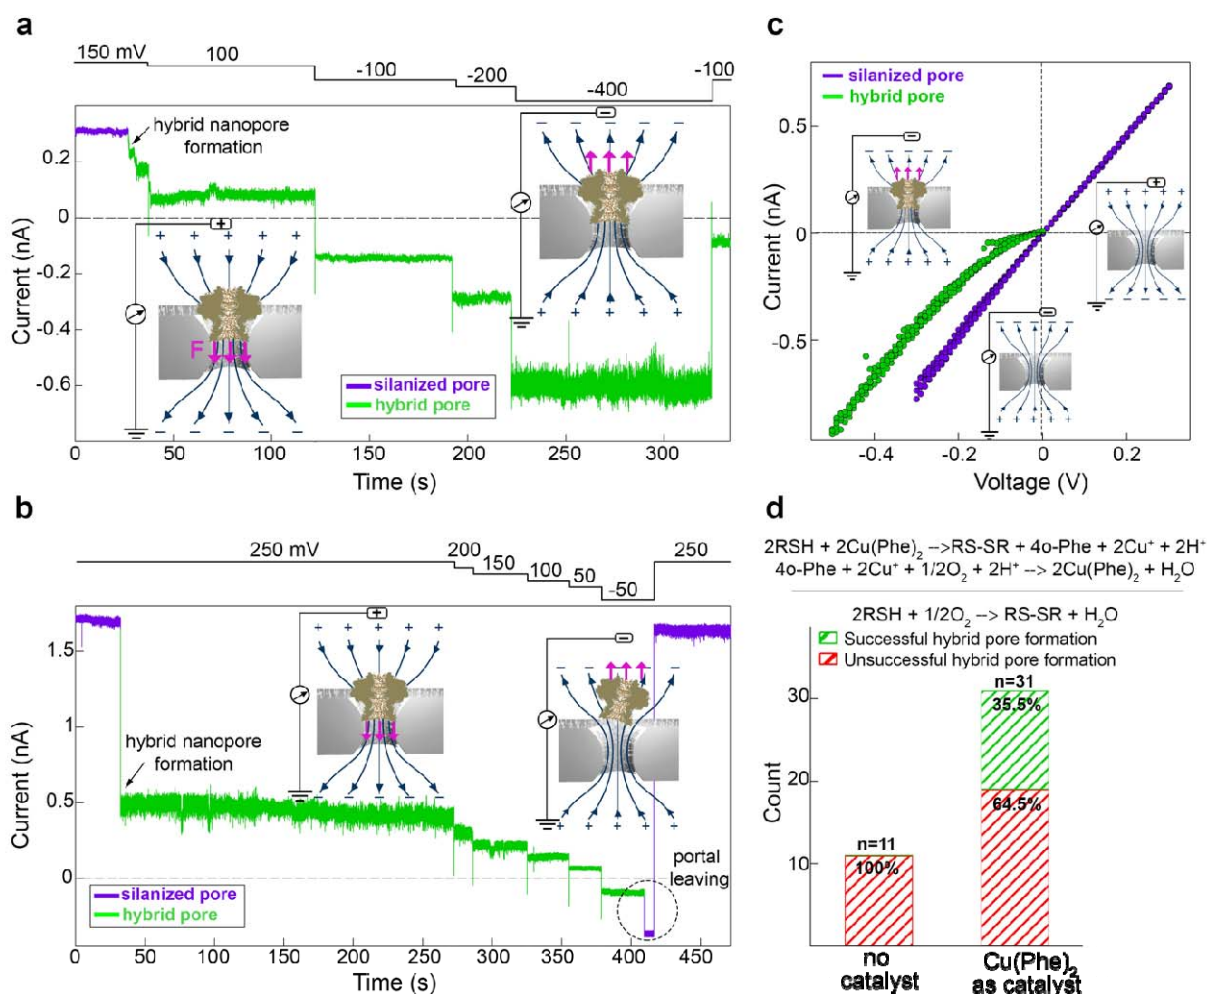 a
150 mV
100
-100
-200
-400
-100
hybrid nanopore
formation
0.2
0
-0.2
-0.4
-0.6
Current (nA)
+
+ + + + +
F
− − − − −
−
− − − − −
+ + + + +
silanized pore
hybrid pore
0
50
100
150
200
250
300
Time (s)
b
250 mV
200
150
100
50
-50
250
1.5
1
0.5
0
Current (nA)
hybrid nanopore
formation
+
+ + + + +
− − − − −
−
− − − − −
+ + + + +
portal
leaving
silanized pore
hybrid pore
0
50
100
150
200
250
300
350
400
450
Time (s)
c
silanized pore
hybrid pore
0.5
0
-0.5
Current (nA)
−
− − − − −
+ + + + +
+
+ + + + +
− − − − −
−
− − − − −
+ + + + +
-0.4
-0.2
0
0.2
Voltage (V)
d
2RSH + 2Cu(Phe)₂ -->RS-SR + 4o-Phe + 2Cu⁺ + 2H⁺
4o-Phe + 2Cu⁺ + 1/2O₂ + 2H⁺ --> 2Cu(Phe)₂ + H₂O
2RSH + 1/2O₂ --> RS-SR + H₂O
Successful hybrid pore formation
Unsuccessful hybrid pore formation
n=31
35.5%
64.5%
n=11
100%
30
20
10
Count
no
catalyst
Cu(Phe)₂
as catalyst